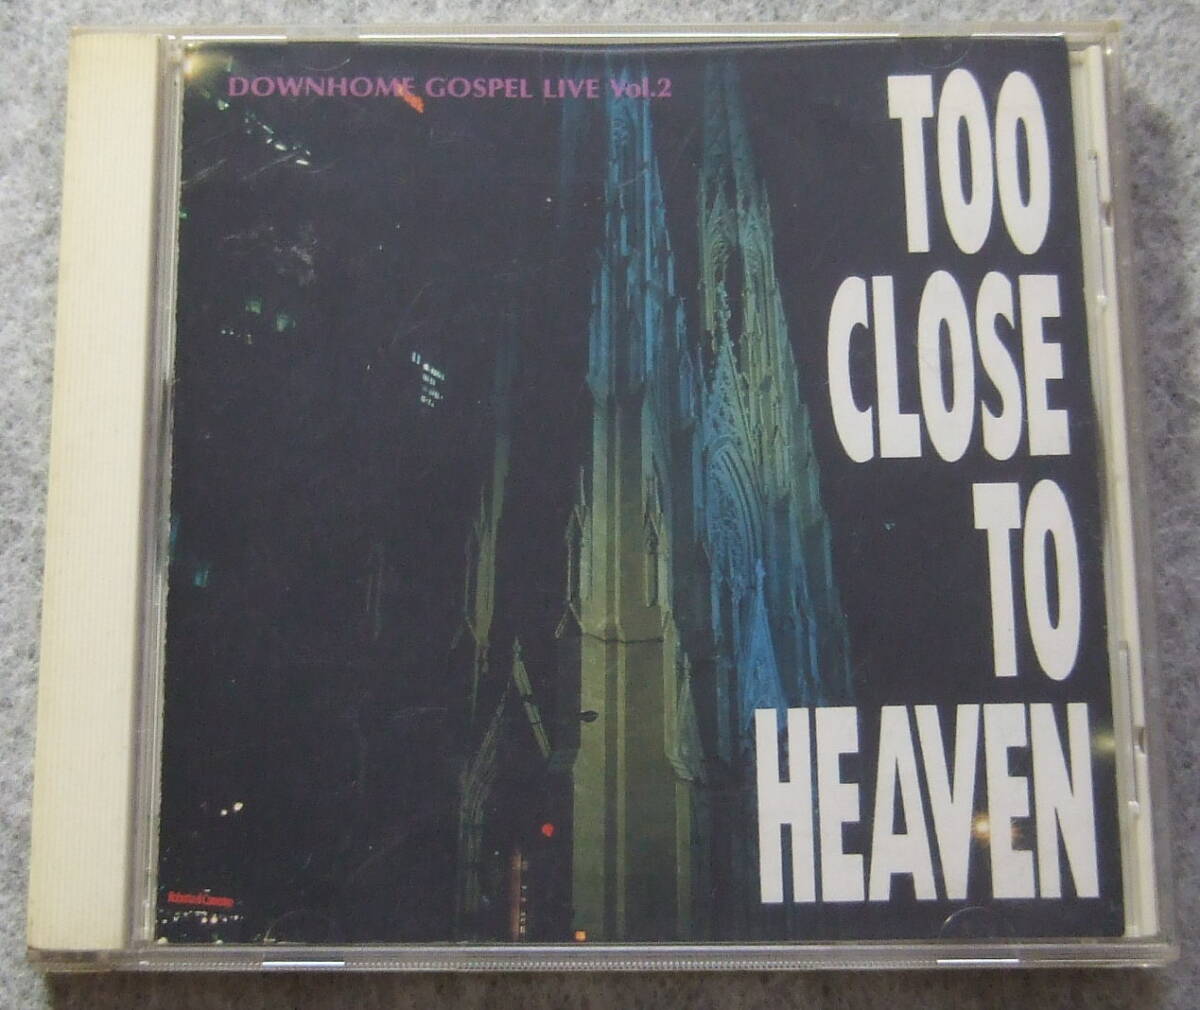 DOWNHOME GOSPEL LIVE Vol.2
TOO
CLOSE
TO
HEAVEN